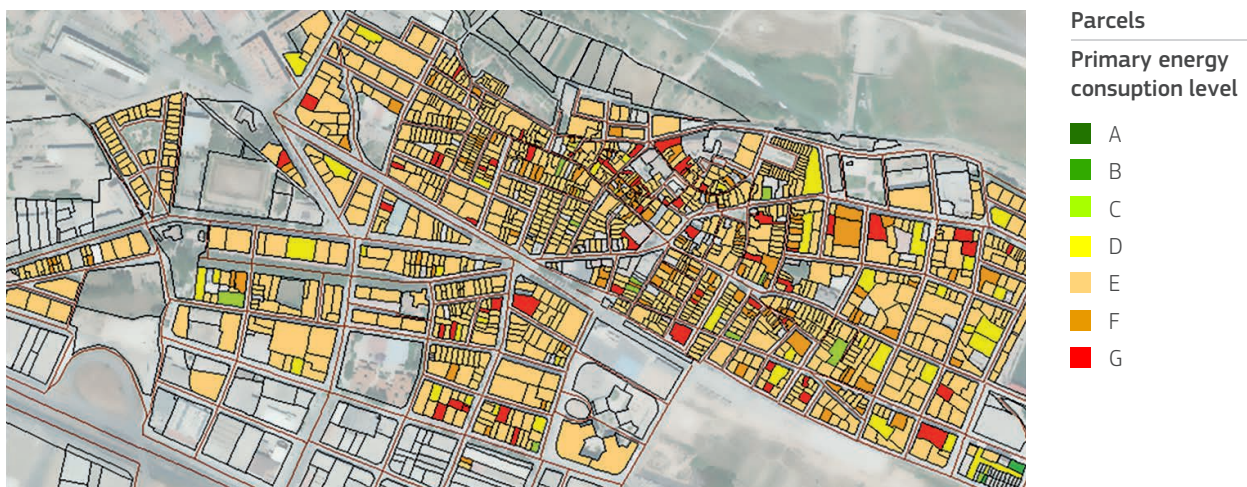 Parcels
Primary energy
consuption level
A
B
C
D
E
F
G